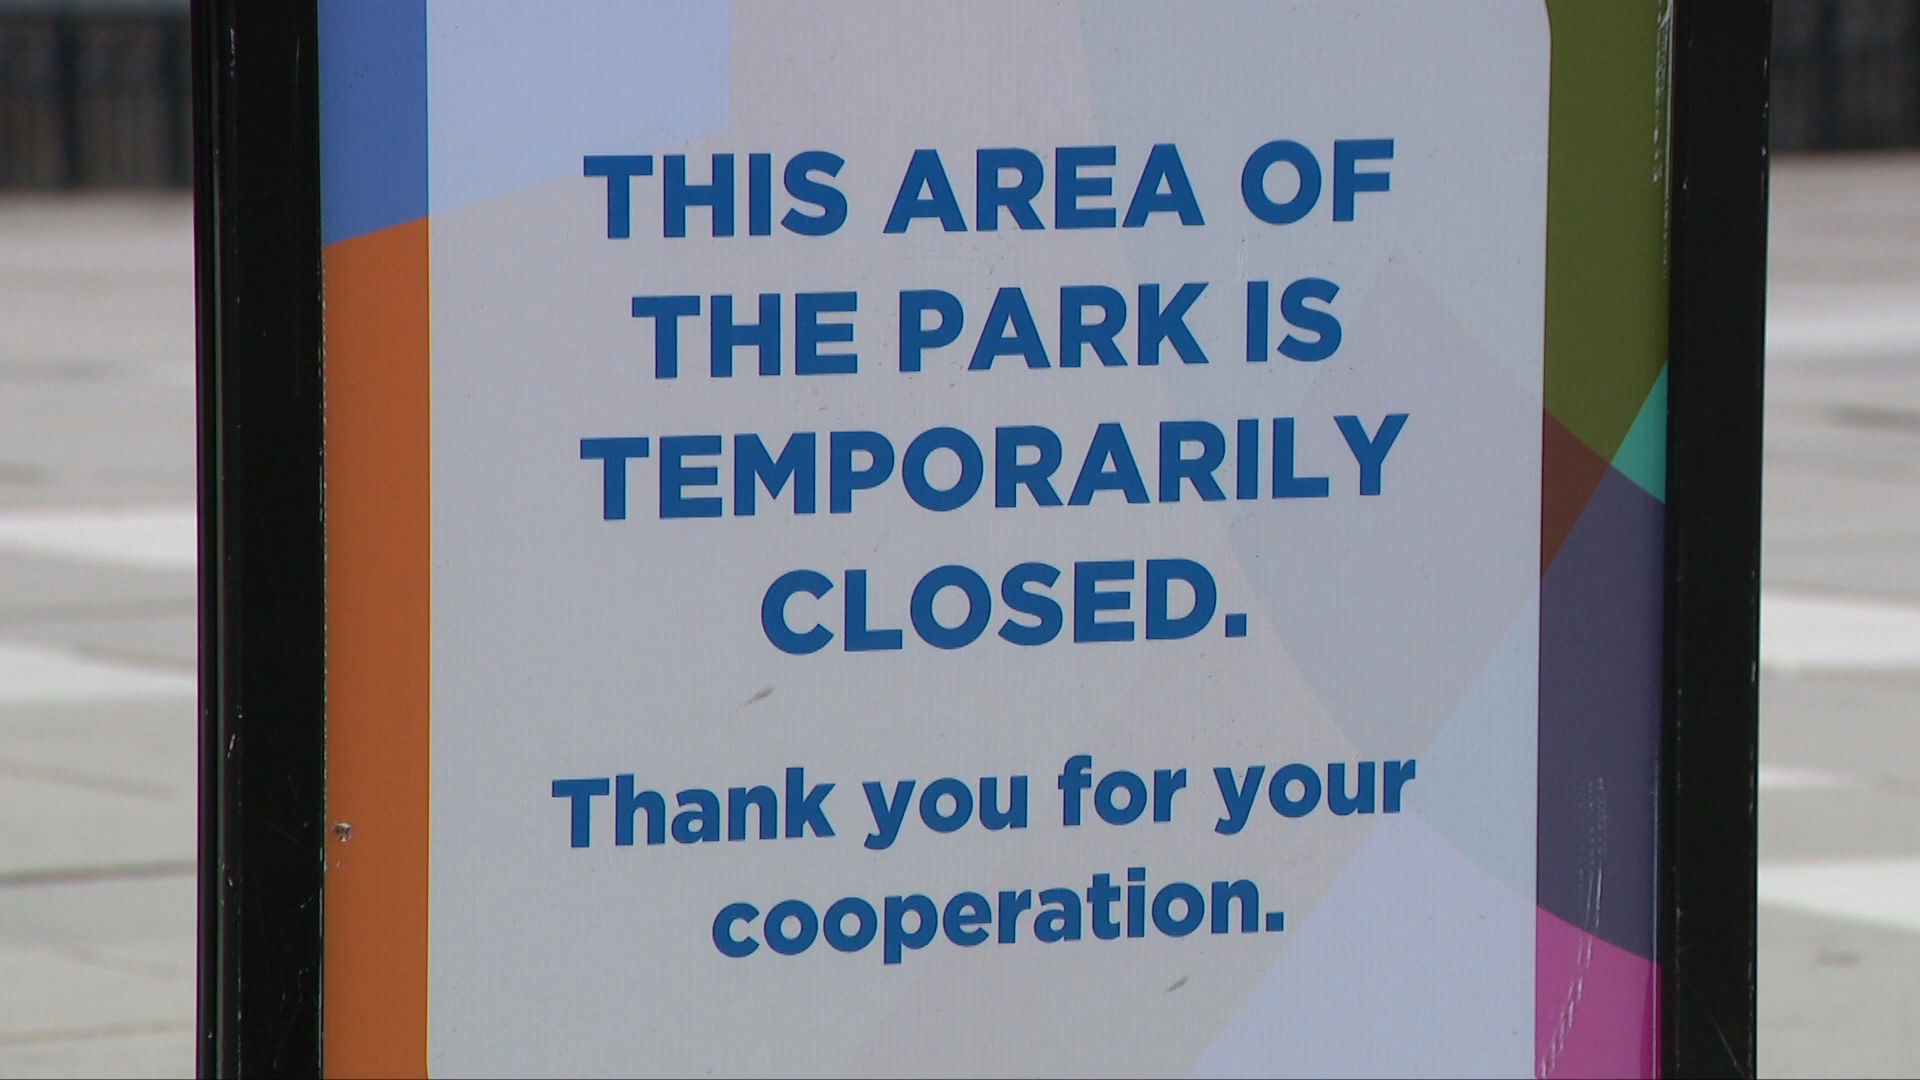 THIS AREA OF
THE PARK IS
TEMPORARILY
CLOSED.
Thank you for your
cooperation.